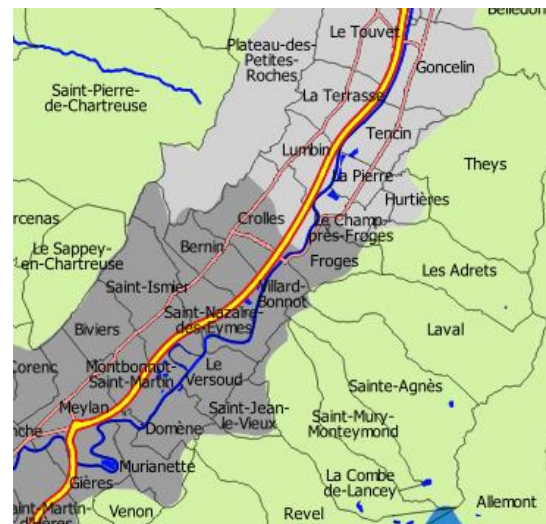 Belledon
Le Touvet
Plateau-des-
Petites-
Roches
Goncelin
Saint-Pierre-
de-Chartreuse
La Terrasse
Tencin
Lumbin
Theys
La Pierre
Hurtières
Crolles
Le Champ-
près-Froges
arcenas
Bernin
Froges
Le Sappey-
en-Chartreuse
Les Adrets
Saint-Ismier
Villard-
Bonnot
Saint-Nazaire-
des-Eymes
Biviers
Laval
Corenc
Montbonnot-
Saint-Martin
Le
Versoud
Sainte-Agnès
Meylan
Saint-Jean-
le-Vieux
Saint-Mury-
Monteymond
nche
Domène
Murianette
Gières
La Combe
de-Lancey
aint-Martin
d'Hères
Venon
Revel
Allemont